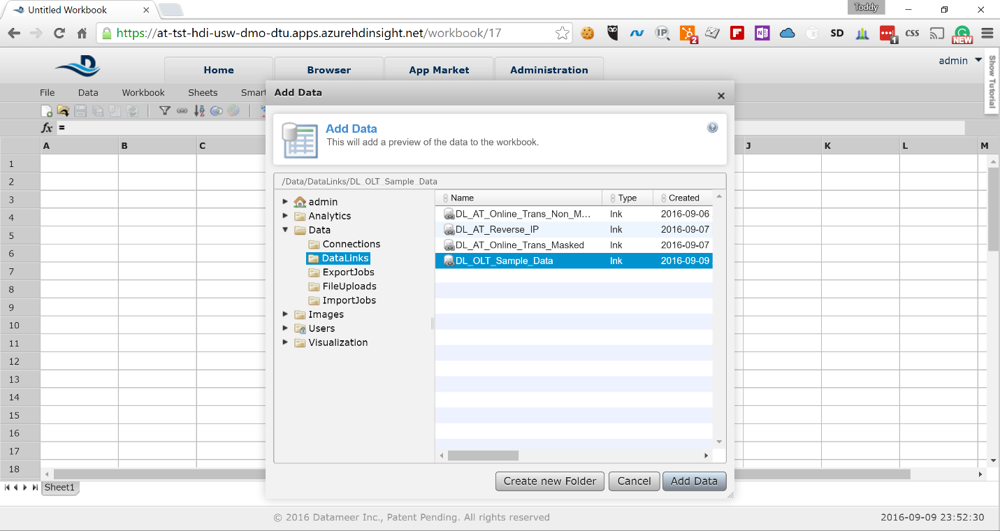 Untitled Workbook
Toddy
https://at-tst-hdi-usw-dmo-dtu.apps.azurehdinsight.net/workbook/17
IP
2
F
N
SD
1
CSS
NEW
D
Home
Browser
App Market
Administration
admin
Show Tutorial
File Data Workbook Sheets Smart
fx =
Add Data
Add Data
This will add a preview of the data to the workbook.
A B C J K L M
1
2
3
4
5
6
7
8
9
10
11
12
13
14
15
16
17
18
/Data/DataLinks/DL_OLT_Sample_Data
admin
Analytics
Data
Connections
DataLinks
ExportJobs
FileUploads
ImportJobs
Images
Users
Visualization
Name Type Created
DL_AT_Online_Trans_Non_M... lnk 2016-09-06
DL_AT_Reverse_IP lnk 2016-09-07
DL_AT_Online_Trans_Masked lnk 2016-09-07
DL_OLT_Sample_Data lnk 2016-09-09
Create new Folder Cancel Add Data
Sheet1
© 2016 Datameer Inc., Patent Pending. All rights reserved
2016-09-09 23:52:30